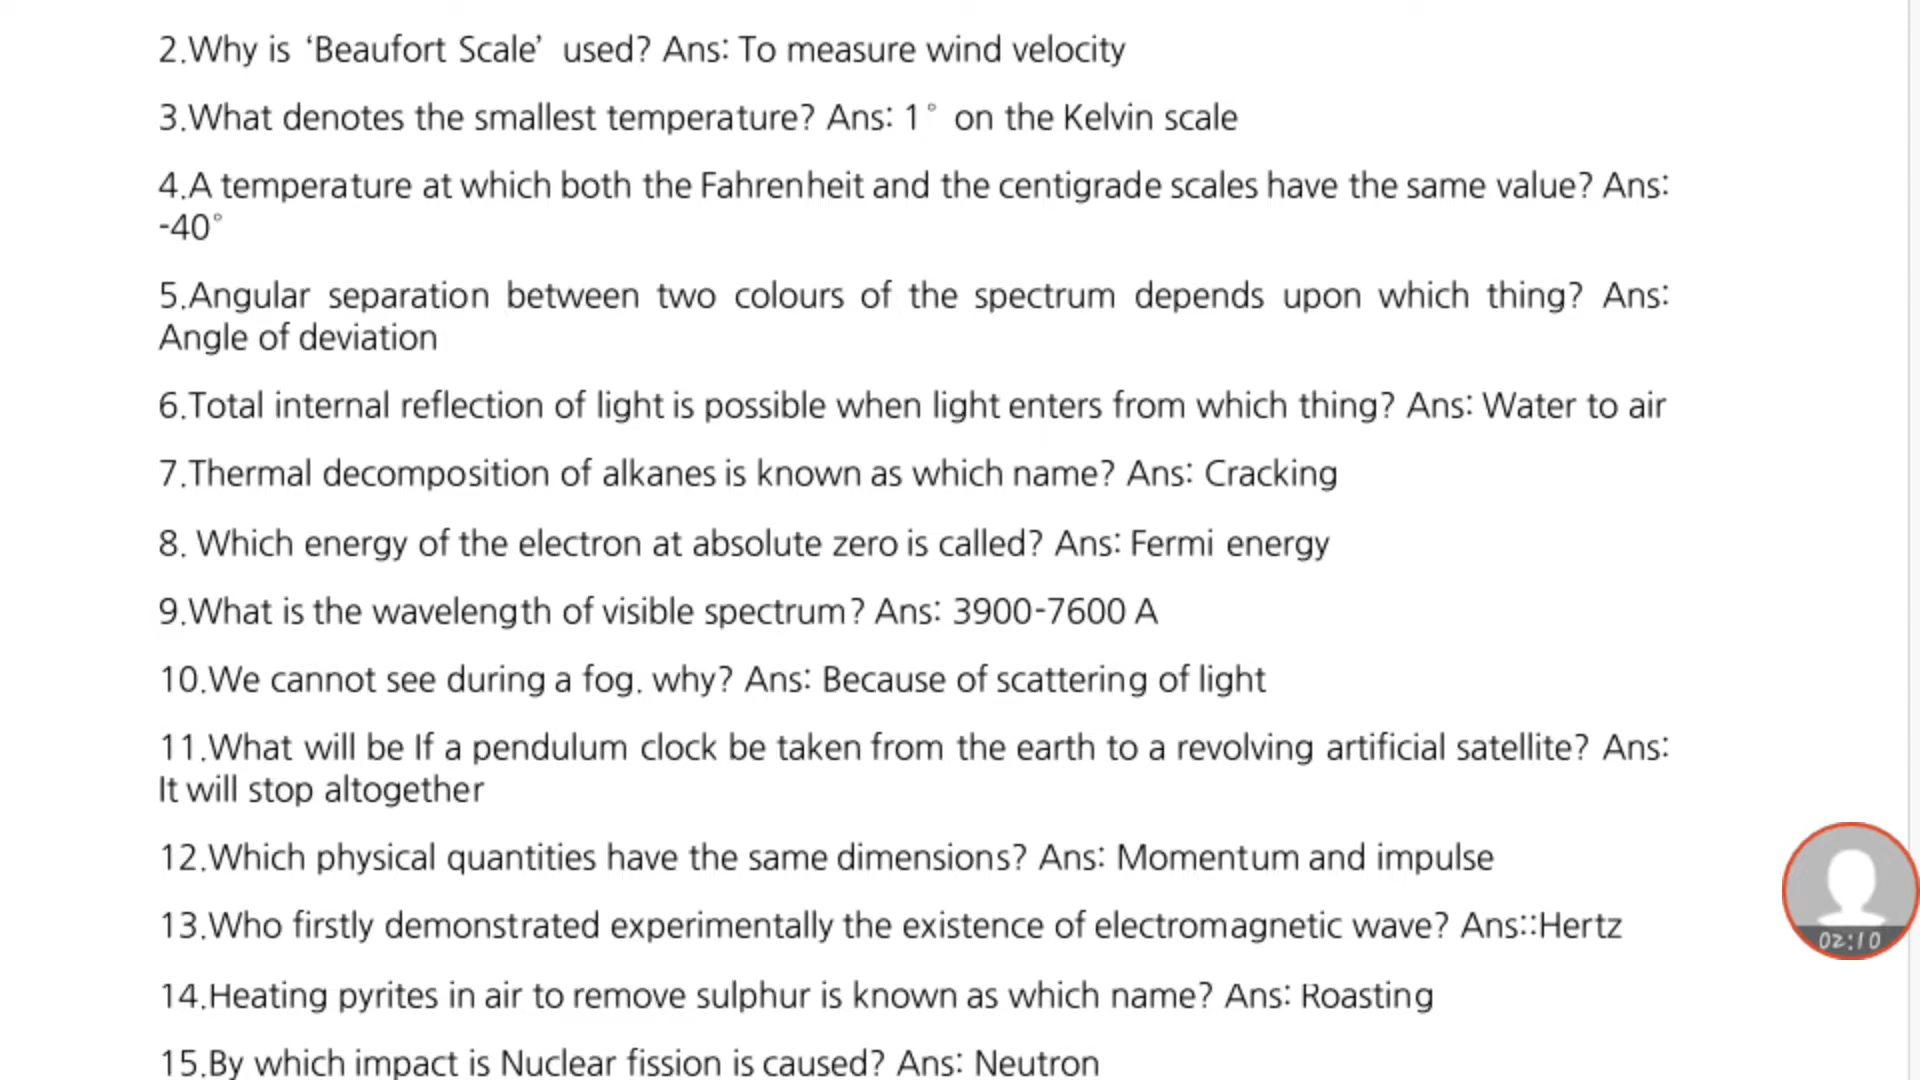 2.Why is ‘Beaufort Scale’ used? Ans: To measure wind velocity
3.What denotes the smallest temperature? Ans: 1° on the Kelvin scale
4.A temperature at which both the Fahrenheit and the centigrade scales have the same value? Ans:
-40°
5.Angular separation between two colours of the spectrum depends upon which thing? Ans:
Angle of deviation
6.Total internal reflection of light is possible when light enters from which thing? Ans: Water to air
7.Thermal decomposition of alkanes is known as which name? Ans: Cracking
8. Which energy of the electron at absolute zero is called? Ans: Fermi energy
9.What is the wavelength of visible spectrum? Ans: 3900-7600 A
10.We cannot see during a fog. why? Ans: Because of scattering of light
11.What will be If a pendulum clock be taken from the earth to a revolving artificial satellite? Ans:
It will stop altogether
12.Which physical quantities have the same dimensions? Ans: Momentum and impulse
13.Who firstly demonstrated experimentally the existence of electromagnetic wave? Ans::Hertz
14.Heating pyrites in air to remove sulphur is known as which name? Ans: Roasting
15.By which impact is Nuclear fission is caused? Ans: Neutron
02:10